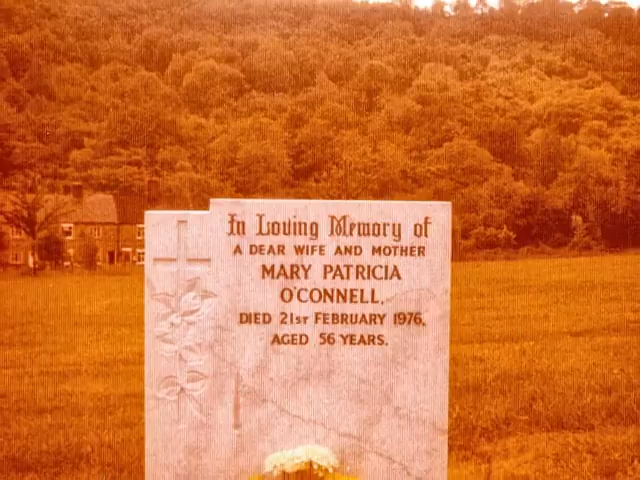 In Loving Memory of
A DEAR WIFE AND MOTHER
MARY PATRICIA
O'CONNELL,
DIED 21ST FEBRUARY 1976,
AGED 56 YEARS.